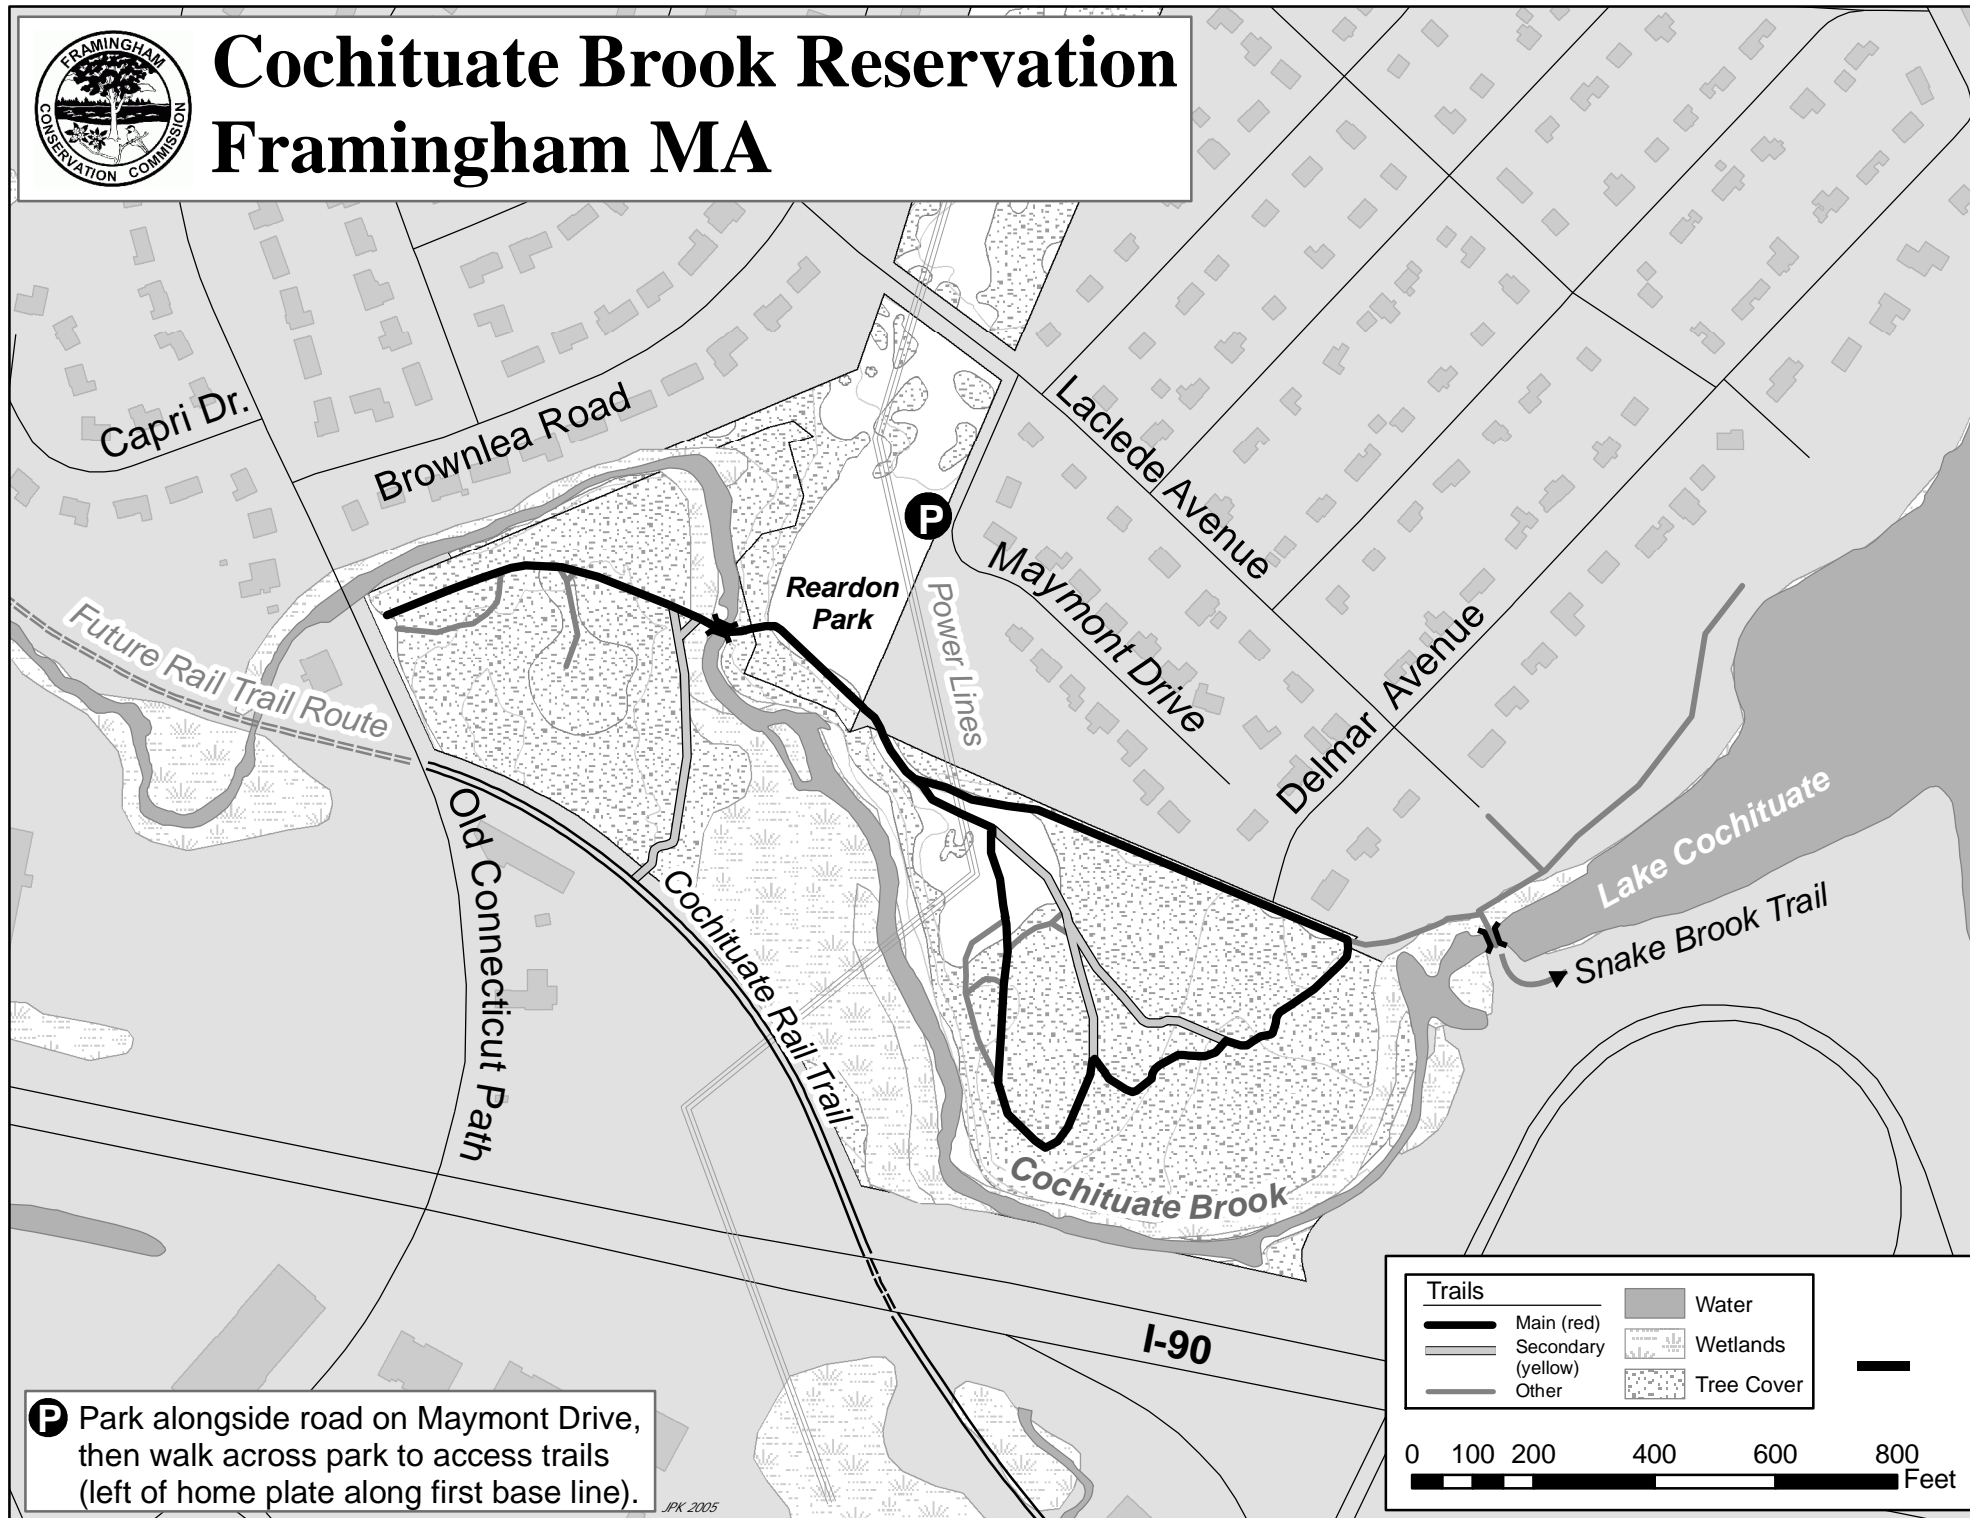 Cochituate Brook Reservation
Framingham MA
FRAMINGHAM
CONSERVATION COMMISSION
Capri Dr.
Brownlea Road
Laclede Avenue
P
Maymont Drive
Reardon
Park
Power Lines
Future Rail Trail Route
Delmar Avenue
Old Connecticut Path
Lake Cochituate
Cochituate Rail Trail
Snake Brook Trail
Cochituate Brook
I-90
P Park alongside road on Maymont Drive,
then walk across park to access trails
(left of home plate along first base line).
JPK 2005
Trails
Main (red)
Secondary
(yellow)
Other
Water
Wetlands
Tree Cover
0 100 200 400 600 800
Feet